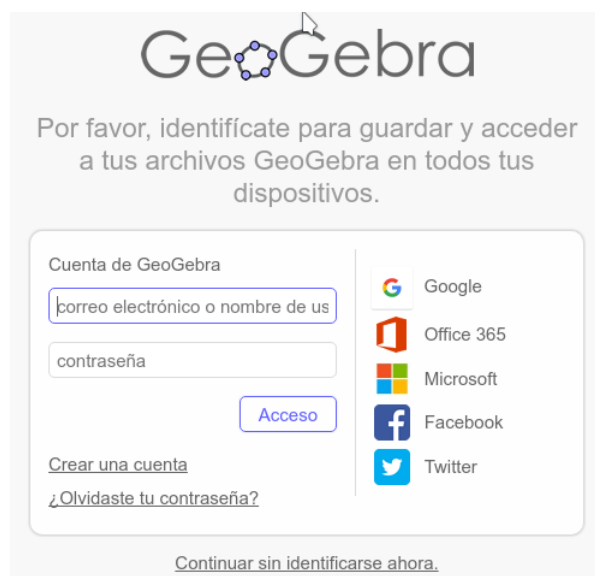 GeoGebra
Por favor, identifícate para guardar y acceder
a tus archivos GeoGebra en todos tus
dispositivos.
Cuenta de GeoGebra
correo electrónico o nombre de us
contraseña
Acceso
Crear una cuenta
¿Olvidaste tu contraseña?
Google
Office 365
Microsoft
Facebook
Twitter
Continuar sin identificarse ahora.